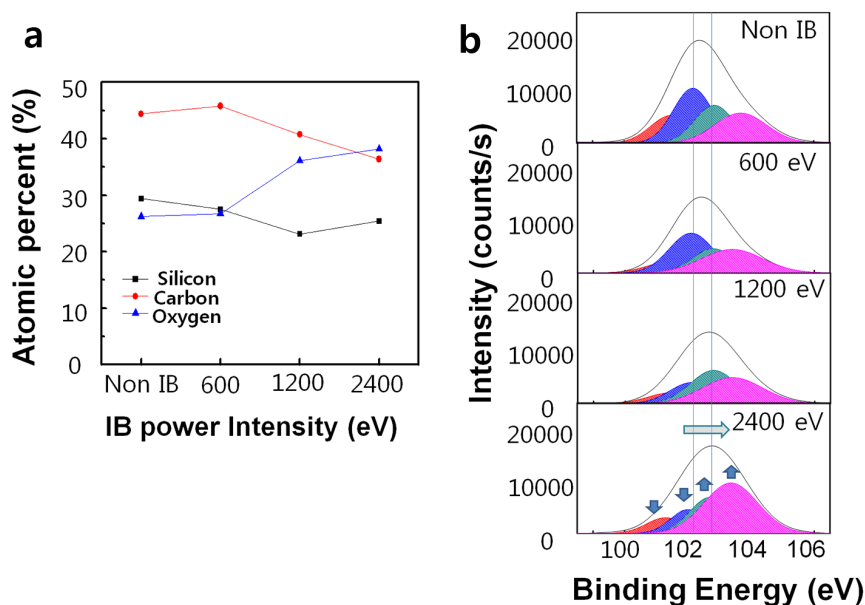 a
Atomic percent (%)
50
40
30
20
10
0
Silicon
Carbon
Oxygen
Non IB 600 1200 2400
IB power Intensity (eV)
b
Intensity (counts/s)
20000
10000
0
Non IB
20000
10000
0
600 eV
20000
10000
0
1200 eV
20000
10000
0
2400 eV
100 102 104 106
Binding Energy (eV)